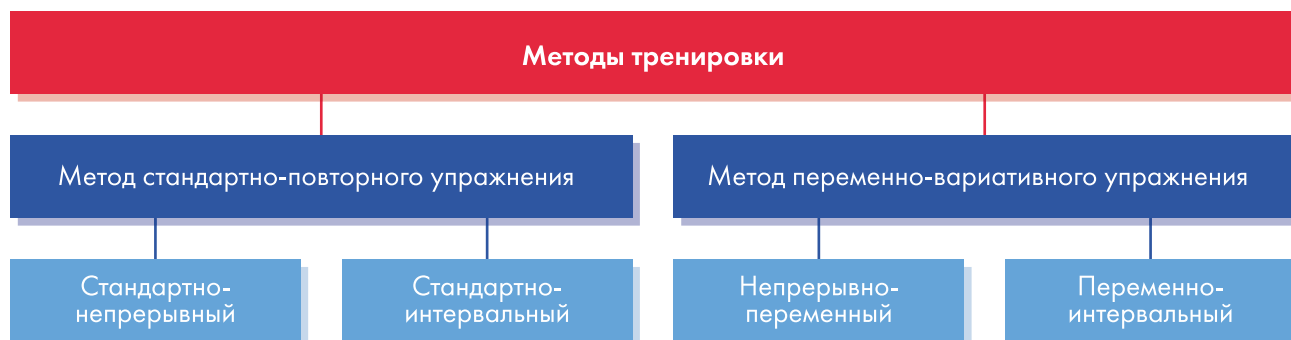 Методы тренировки
Метод стандартно-повторного упражнения
Метод переменно-вариативного упражнения
Стандартно-
непрерывный
Стандартно-
интервальный
Непрерывно-
переменный
Переменно-
интервальный